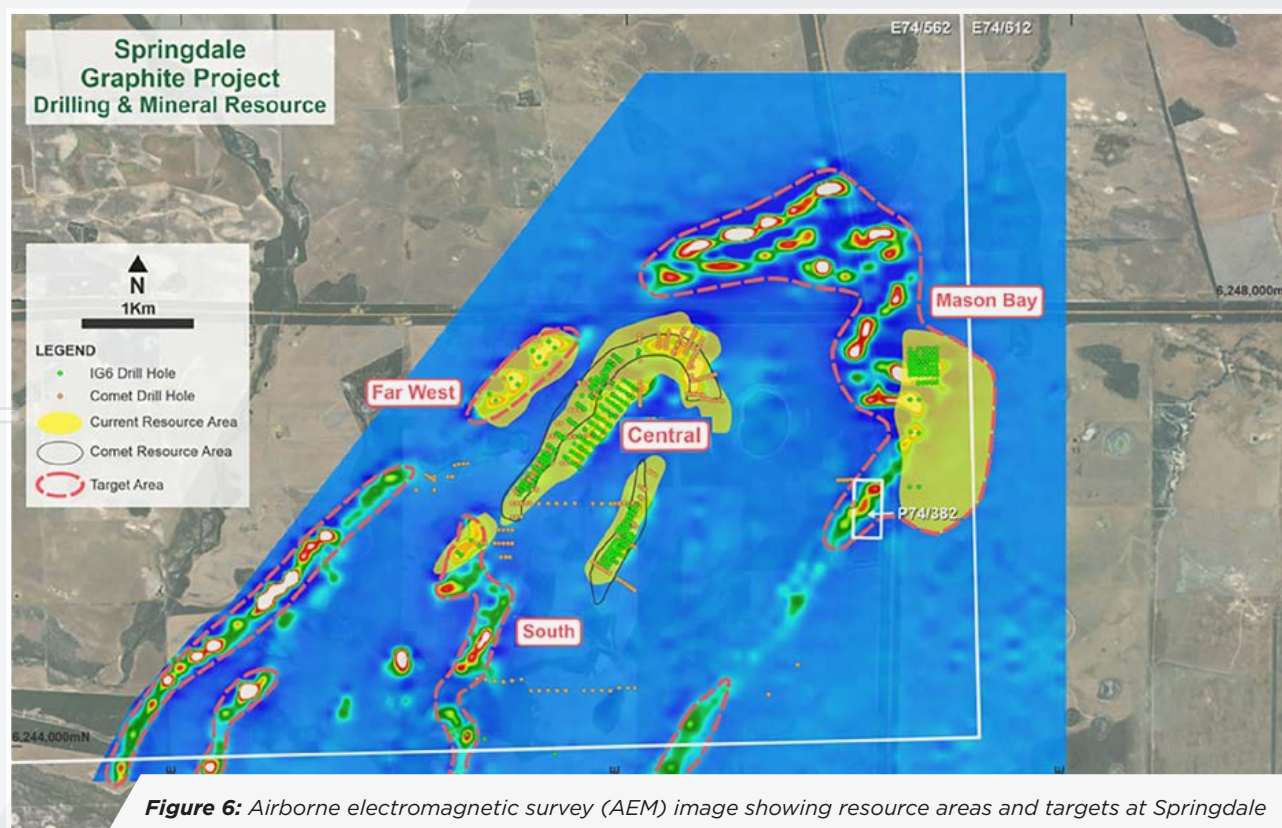 Springdale
Graphite Project
Drilling & Mineral Resource
E74/562 E74/612
N
1Km
LEGEND
IG6 Drill Hole
Comet Drill Hole
Current Resource Area
Comet Resource Area
Target Area
6,248,000m
Mason Bay
Far West
Central
P74/382
South
6,244,000mN
E
E
E
Figure 6: Airborne electromagnetic survey (AEM) image showing resource areas and targets at Springdale